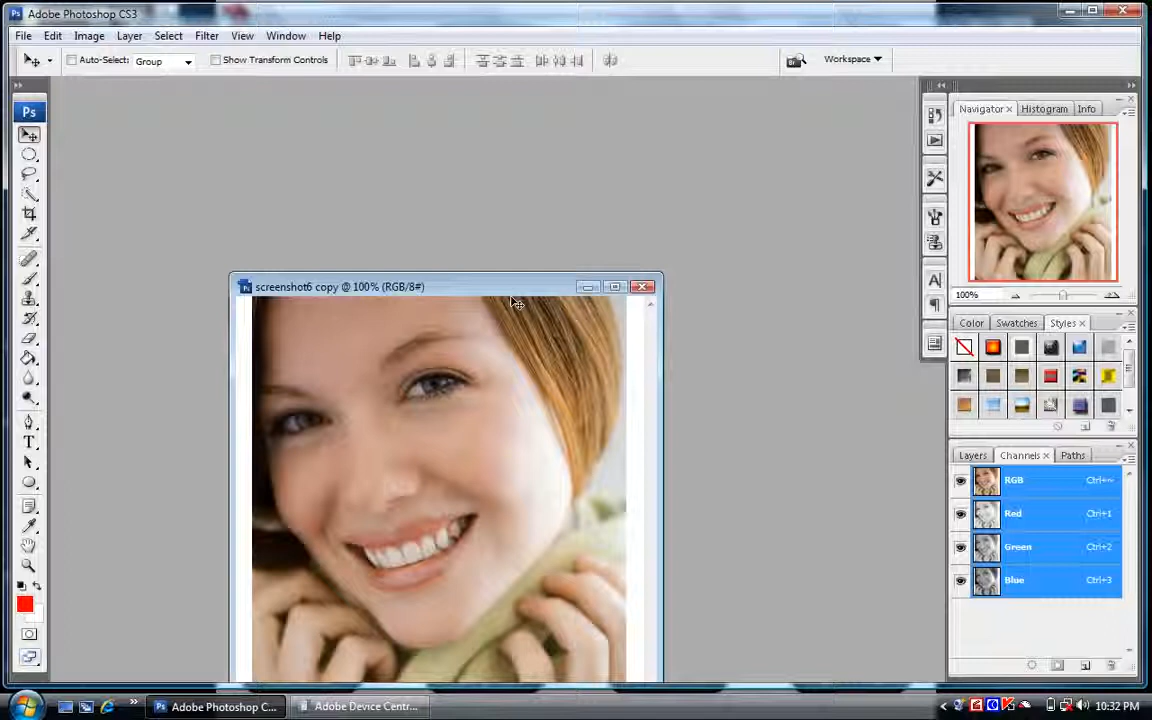 Adobe Photoshop CS3
File Edit Image Layer Select Filter View Window Help
Auto-Select: Group Show Transform Controls Workspace
Ps
Navigator Histogram Info
screenshot6 copy @ 100% (RGB/8#)
100%
Color Swatches Styles
Layers Channels Paths
RGB Ctrl+~
Red Ctrl+1
Green Ctrl+2
Blue Ctrl+3
Adobe Photoshop C...
Adobe Device Centr...
10:32 PM